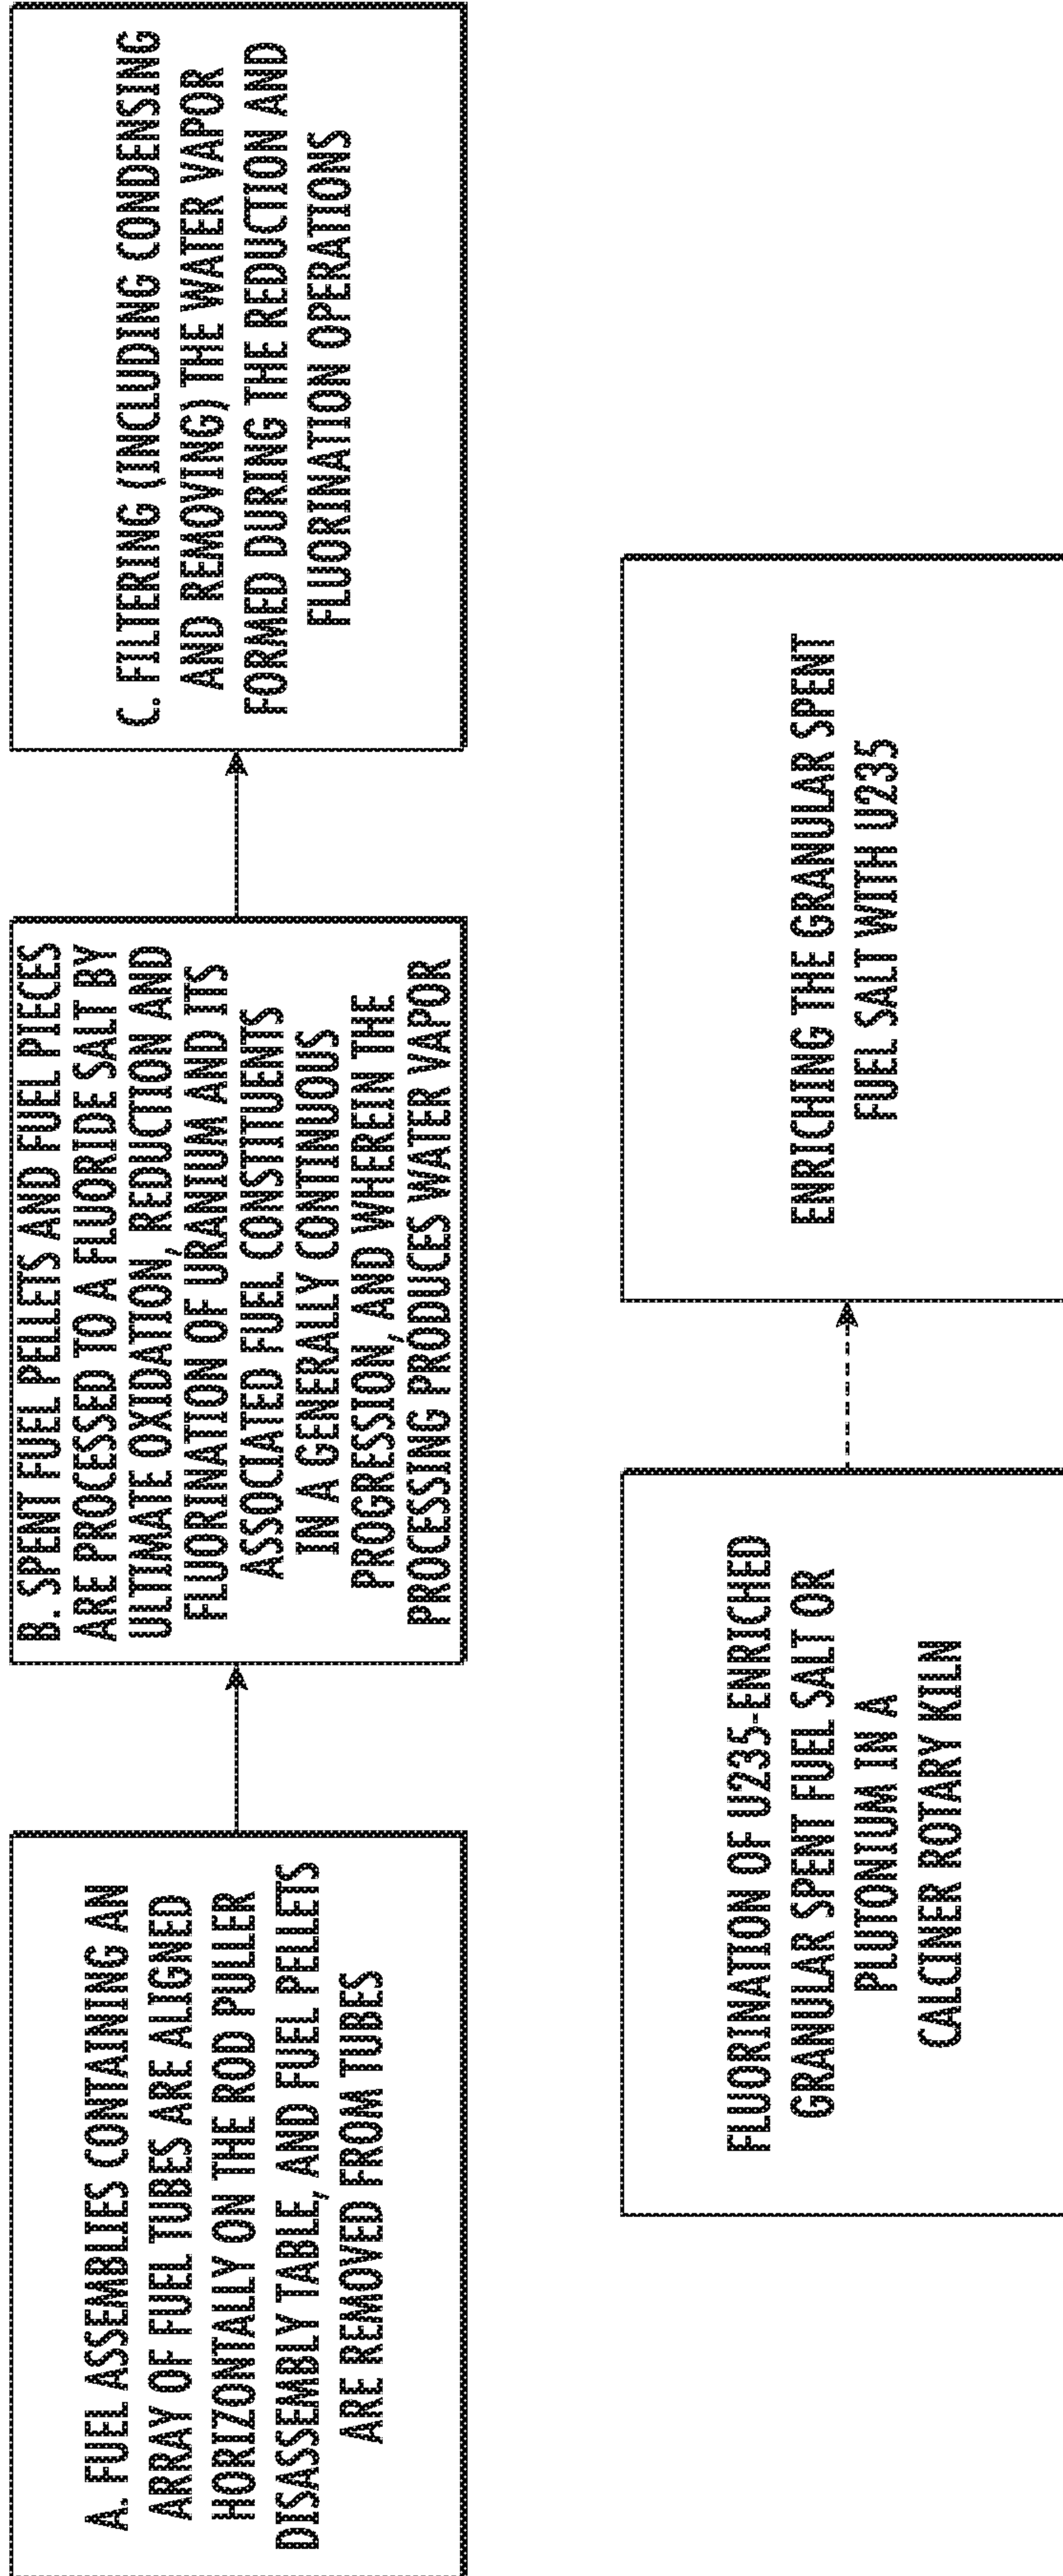 A. FUEL ASSEMBLIES CONTAINING AN
ARRAY OF FUEL TUBES ARE ALIGNED
HORIZONTALLY ON THE ROD PULLER
DISASSEMBLY TABLE, AND FUEL PELLETS
ARE REMOVED FROM TUBES
B. SPENT FUEL PELLETS AND FUEL PIECES
ARE PROCESSED TO A FLUORIDE SALT BY
ULTIMATE OXIDATION, REDUCTION AND
FLUORINATION OF URANIUM AND ITS
ASSOCIATED FUEL CONSTITUENTS
IN A GENERALLY CONTINUOUS
PROGRESSION, AND WHEREIN THE
PROCESSING PRODUCES WATER VAPOR
C. FILTERING (INCLUDING CONDENSING
AND REMOVING) THE WATER VAPOR
FORMED DURING THE REDUCTION AND
FLUORINATION OPERATIONS
FLUORINATION OF U235-ENRICHED
GRANULAR SPENT FUEL SALT OR
PLUTONIUM IN A
CALCINER ROTARY KILN
ENRICHING THE GRANULAR SPENT
FUEL SALT WITH U235